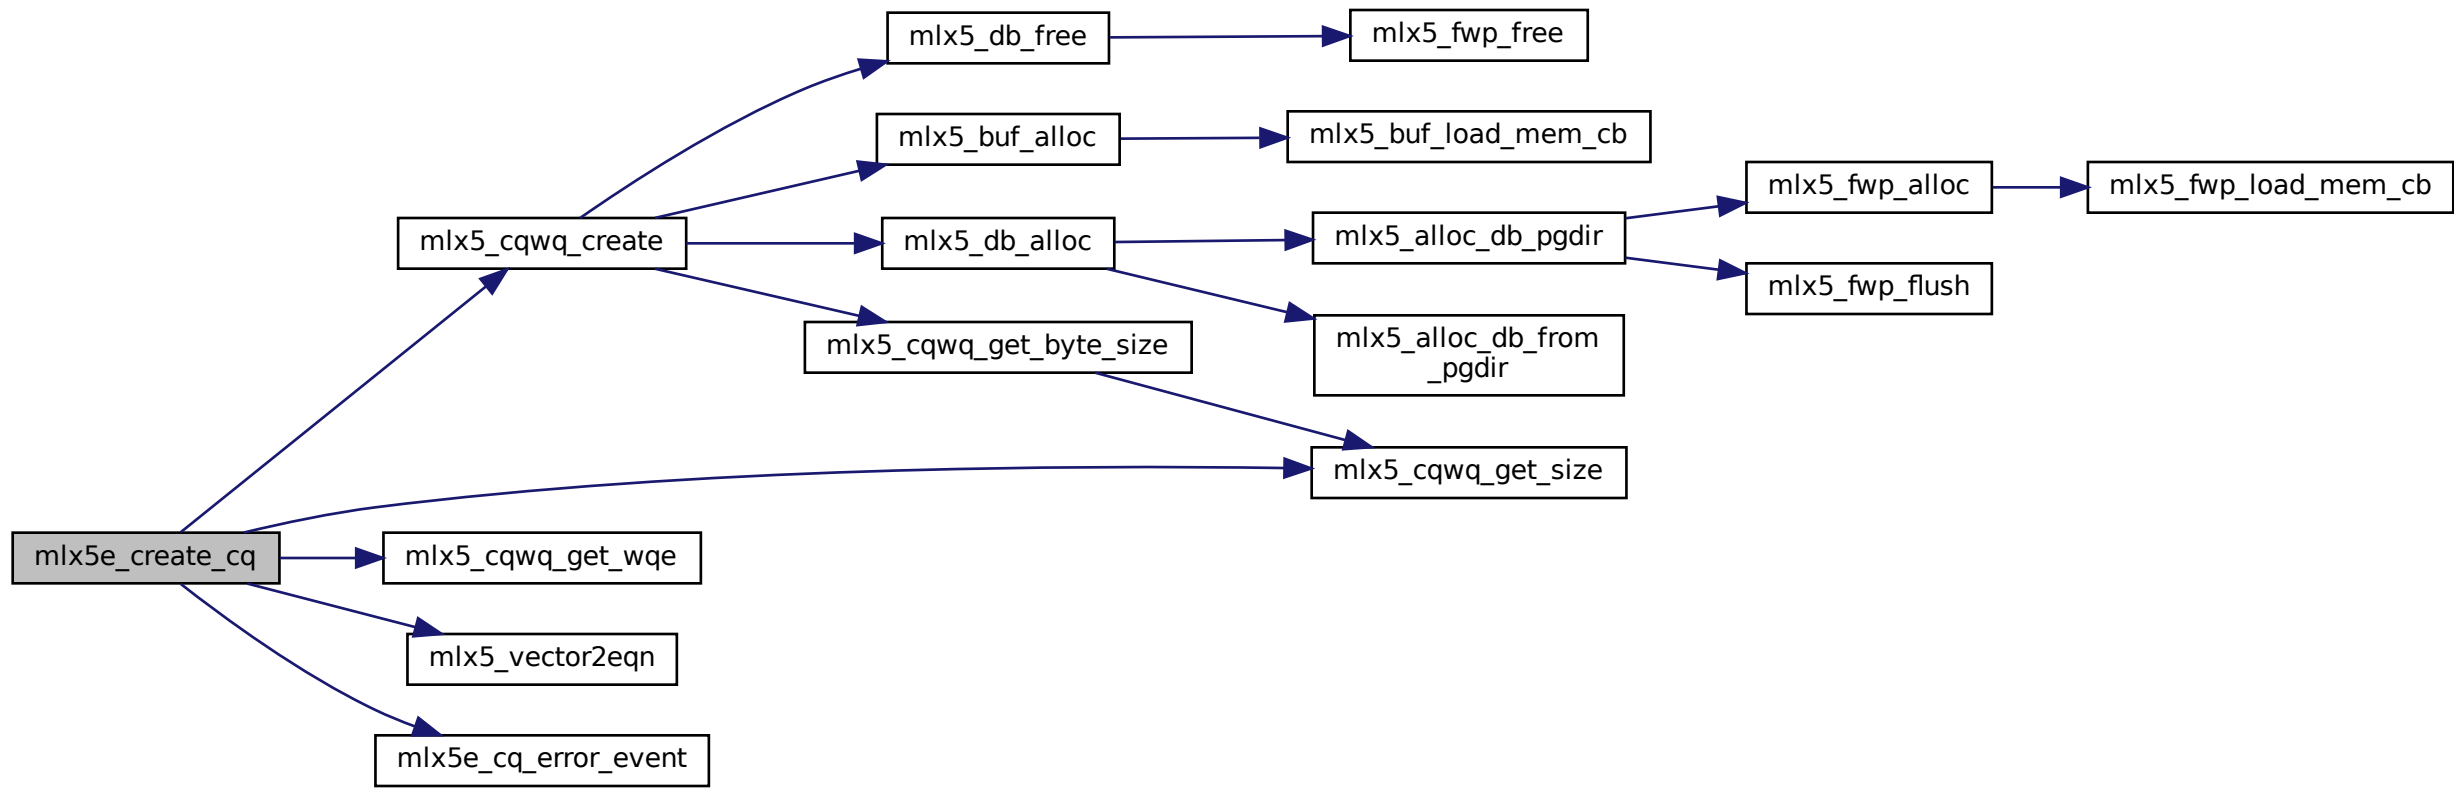 mlx5_db_free
mlx5_fwp_free
mlx5_buf_alloc
mlx5_buf_load_mem_cb
mlx5_fwp_alloc
mlx5_fwp_load_mem_cb
mlx5_cqwq_create
mlx5_db_alloc
mlx5_alloc_db_pgdir
mlx5_fwp_flush
mlx5_cqwq_get_byte_size
mlx5_alloc_db_from
_pgdir
mlx5_cqwq_get_size
mlx5e_create_cq
mlx5_cqwq_get_wqe
mlx5_vector2eqn
mlx5e_cq_error_event